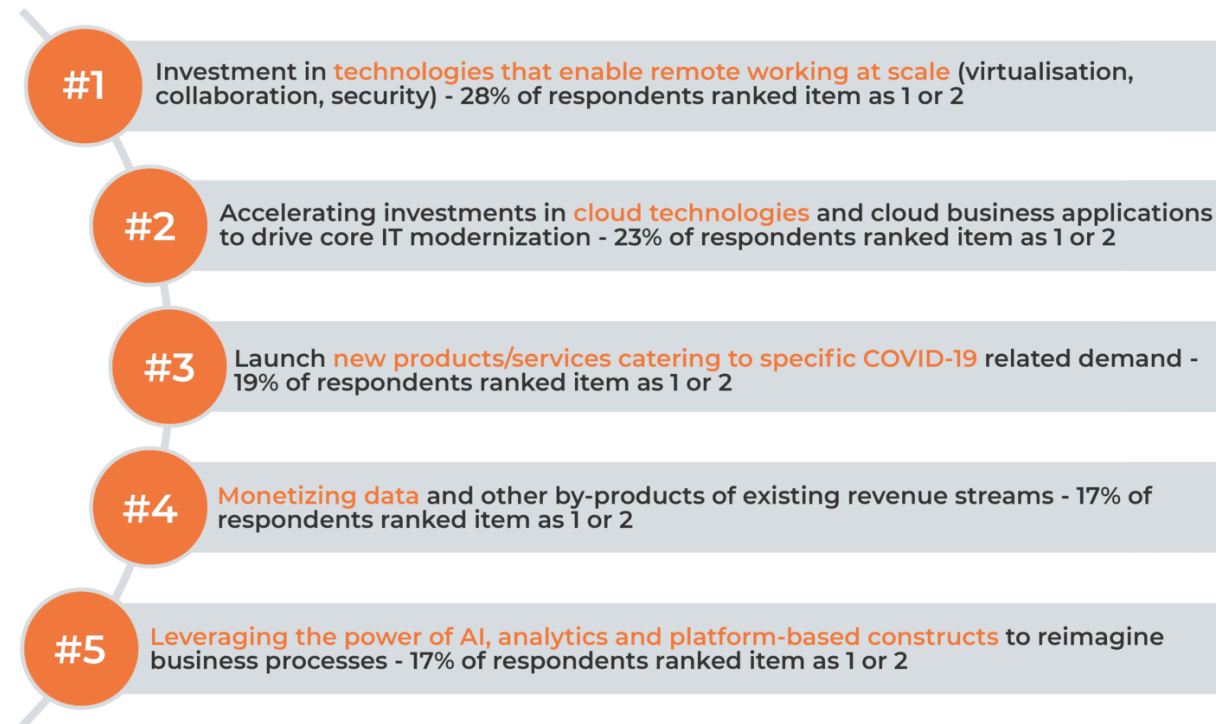 #1
Investment in technologies that enable remote working at scale (virtualisation,
collaboration, security) - 28% of respondents ranked item as 1 or 2
#2
Accelerating investments in cloud technologies and cloud business applications
to drive core IT modernization - 23% of respondents ranked item as 1 or 2
#3
Launch new products/services catering to specific COVID-19 related demand -
19% of respondents ranked item as 1 or 2
#4
Monetizing data and other by-products of existing revenue streams - 17% of
respondents ranked item as 1 or 2
#5
Leveraging the power of AI, analytics and platform-based constructs to reimagine
business processes - 17% of respondents ranked item as 1 or 2